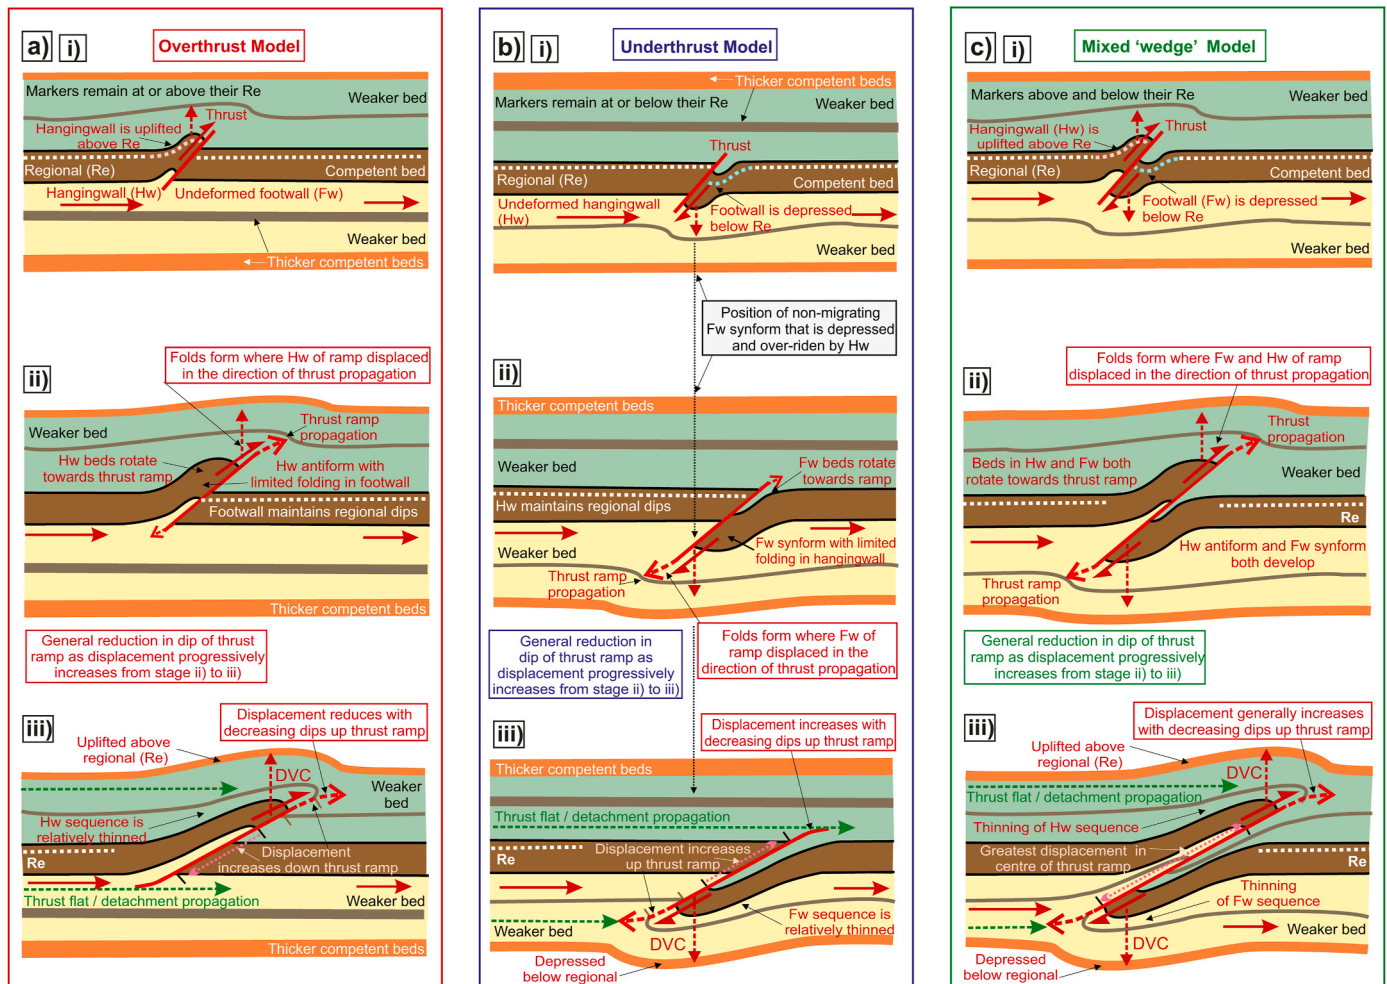 a) i)
Overthrust Model
Markers remain at or above their Re
Weaker bed
Hangingwall is uplifted
above Re
Thrust
Regional (Re)
Competent bed
Hangingwall (Hw)
Undeformed footwall (Fw)
Weaker bed
Thicker competent beds
ii)
Folds form where Hw of ramp displaced
in the direction of thrust propagation
Weaker bed
Thrust ramp
propagation
Hw beds rotate
towards thrust ramp
Hw antiform with
limited folding in footwall
Footwall maintains regional dips
Thicker competent beds
General reduction in dip of thrust
ramp as displacement progressively
increases from stage ii) to iii)
iii)
Displacement reduces with
decreasing dips up thrust ramp
Uplifted above
regional (Re)
DVC
Weaker
bed
Hw sequence is
relatively thinned
Re
Displacement
increases down thrust ramp
Thrust flat / detachment propagation
Weaker bed
Thicker competent beds
b) i)
Underthrust Model
Thicker competent beds
Markers remain at or below their Re
Weaker bed
Thrust
Regional (Re)
Competent bed
Undeformed hangingwall
(Hw)
Footwall is depressed
below Re
Weaker bed
Position of non-migrating
Fw synform that is depressed
and over-riden by Hw
ii)
Thicker competent beds
Weaker bed
Fw beds rotate
towards ramp
Hw maintains regional dips
Weaker bed
Fw synform with limited
folding in hangingwall
Thrust ramp
propagation
General reduction in
dip of thrust ramp as
displacement progressively
increases from stage ii) to iii)
Folds form where Fw of
ramp displaced in the
direction of thrust propagation
iii)
Displacement increases with
decreasing dips up thrust ramp
Thicker competent beds
Thrust flat / detachment propagation
Displacement increases
up thrust ramp
Re
Weaker bed
Fw sequence is
relatively thinned
DVC
Depressed
below regional
c) i)
Mixed ‘wedge’ Model
Markers above and below their Re
Weaker bed
Hangingwall (Hw) is
uplifted above Re
Thrust
Regional (Re)
Competent bed
Footwall (Fw) is depressed
below Re
Weaker bed
ii)
Folds form where Fw and Hw of ramp
displaced in the direction of thrust propagation
Thrust
propagation
Beds in Hw and Fw both
rotate towards thrust ramp
Weaker bed
Re
Hw antiform and Fw synform
both develop
Thrust ramp
propagation
General reduction in dip of thrust
ramp as displacement progressively
increases from stage ii) to iii)
iii)
Displacement generally increases
with decreasing dips up thrust ramp
Uplifted above
regional (Re)
DVC
Thrust flat / detachment propagation
Thinning of Hw sequence
Greatest displacement in
centre of thrust ramp
Re
Thinning
of Fw sequence
Weaker bed
DVC
Depressed
below regional